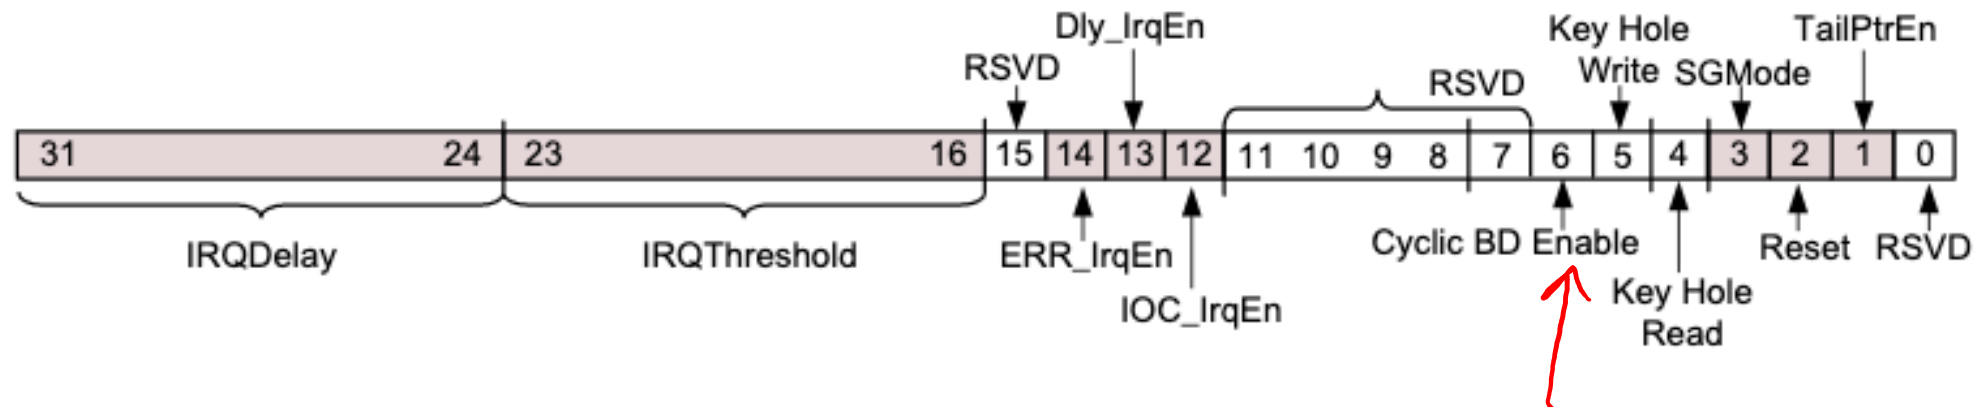 Dly_IrqEn
Key Hole
Write
TailPtrEn
RSVD
RSVD
SGMode
31 24 23 16 15 14 13 12 11 10 9 8 7 6 5 4 3 2 1 0
IRQDelay
IRQThreshold
ERR_IrqEn
Cyclic BD Enable
Reset
RSVD
IOC_IrqEn
Key Hole
Read